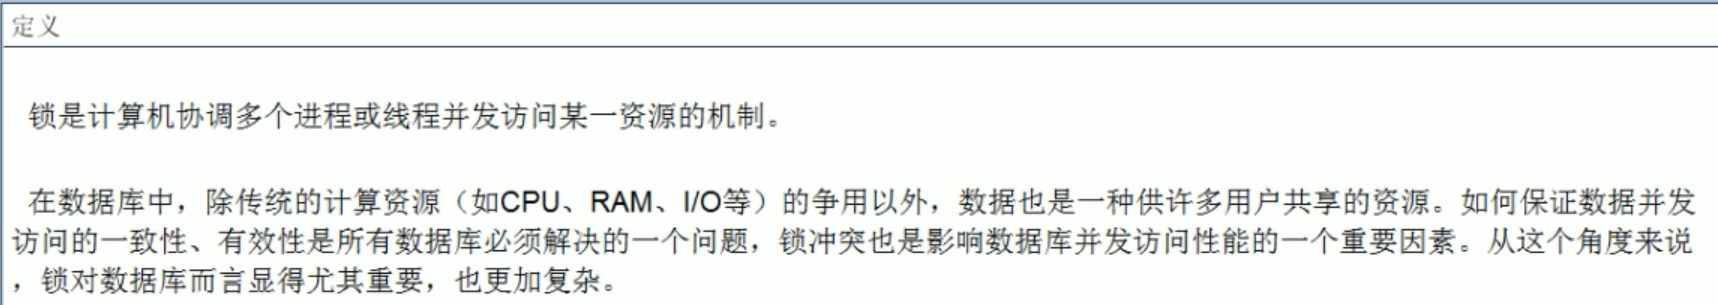 定义
锁是计算机协调多个进程或线程并发访问某一资源的机制。
在数据库中，除传统的计算资源（如CPU、RAM、I/O等）的争用以外，数据也是一种供许多用户共享的资源。如何保证数据并发
访问的一致性、有效性是所有数据库必须解决的一个问题，锁冲突也是影响数据库并发访问性能的一个重要因素。从这个角度来说
，锁对数据库而言显得尤其重要，也更加复杂。